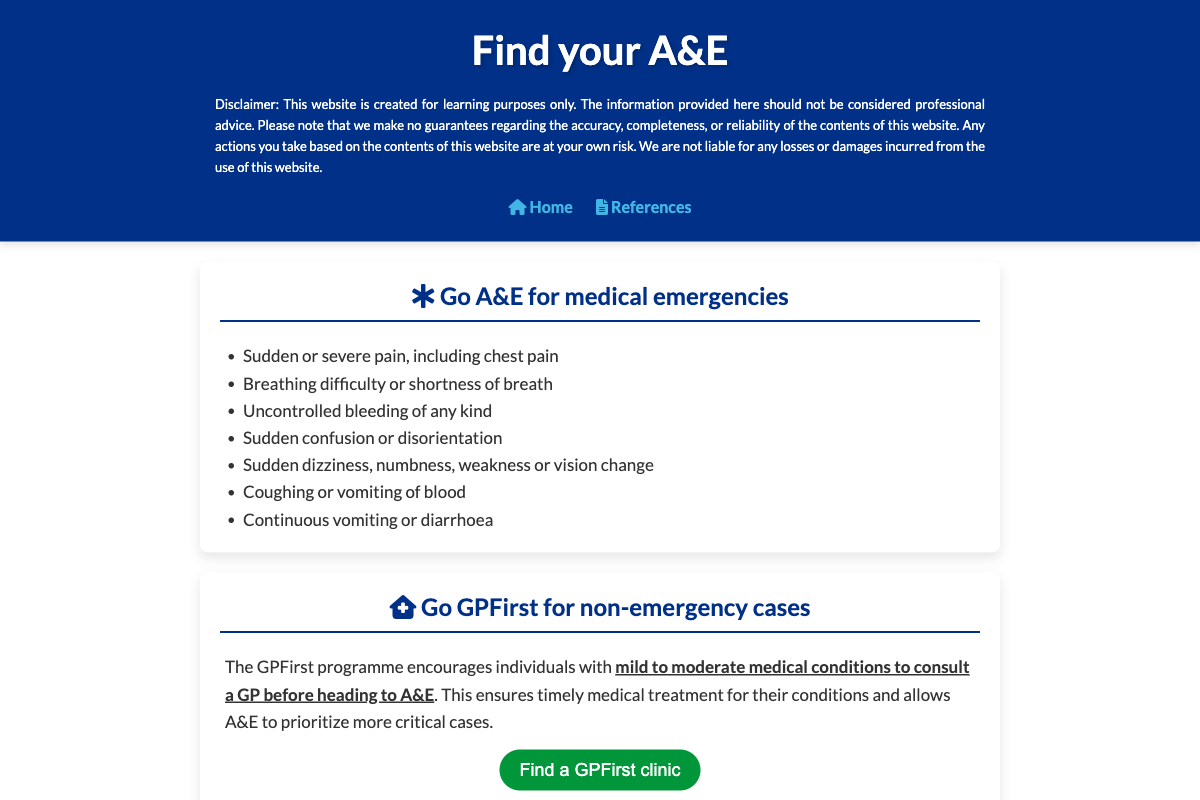 Find your A&E
Disclaimer: This website is created for learning purposes only. The information provided here should not be considered professional
advice. Please note that we make no guarantees regarding the accuracy, completeness, or reliability of the contents of this website. Any
actions you take based on the contents of this website are at your own risk. We are not liable for any losses or damages incurred from the
use of this website.
Home References
Go A&E for medical emergencies
• Sudden or severe pain, including chest pain
• Breathing difficulty or shortness of breath
• Uncontrolled bleeding of any kind
• Sudden confusion or disorientation
• Sudden dizziness, numbness, weakness or vision change
• Coughing or vomiting of blood
• Continuous vomiting or diarrhoea
Go GPFirst for non-emergency cases
The GPFirst programme encourages individuals with mild to moderate medical conditions to consult
a GP before heading to A&E. This ensures timely medical treatment for their conditions and allows
A&E to prioritize more critical cases.
Find a GPFirst clinic